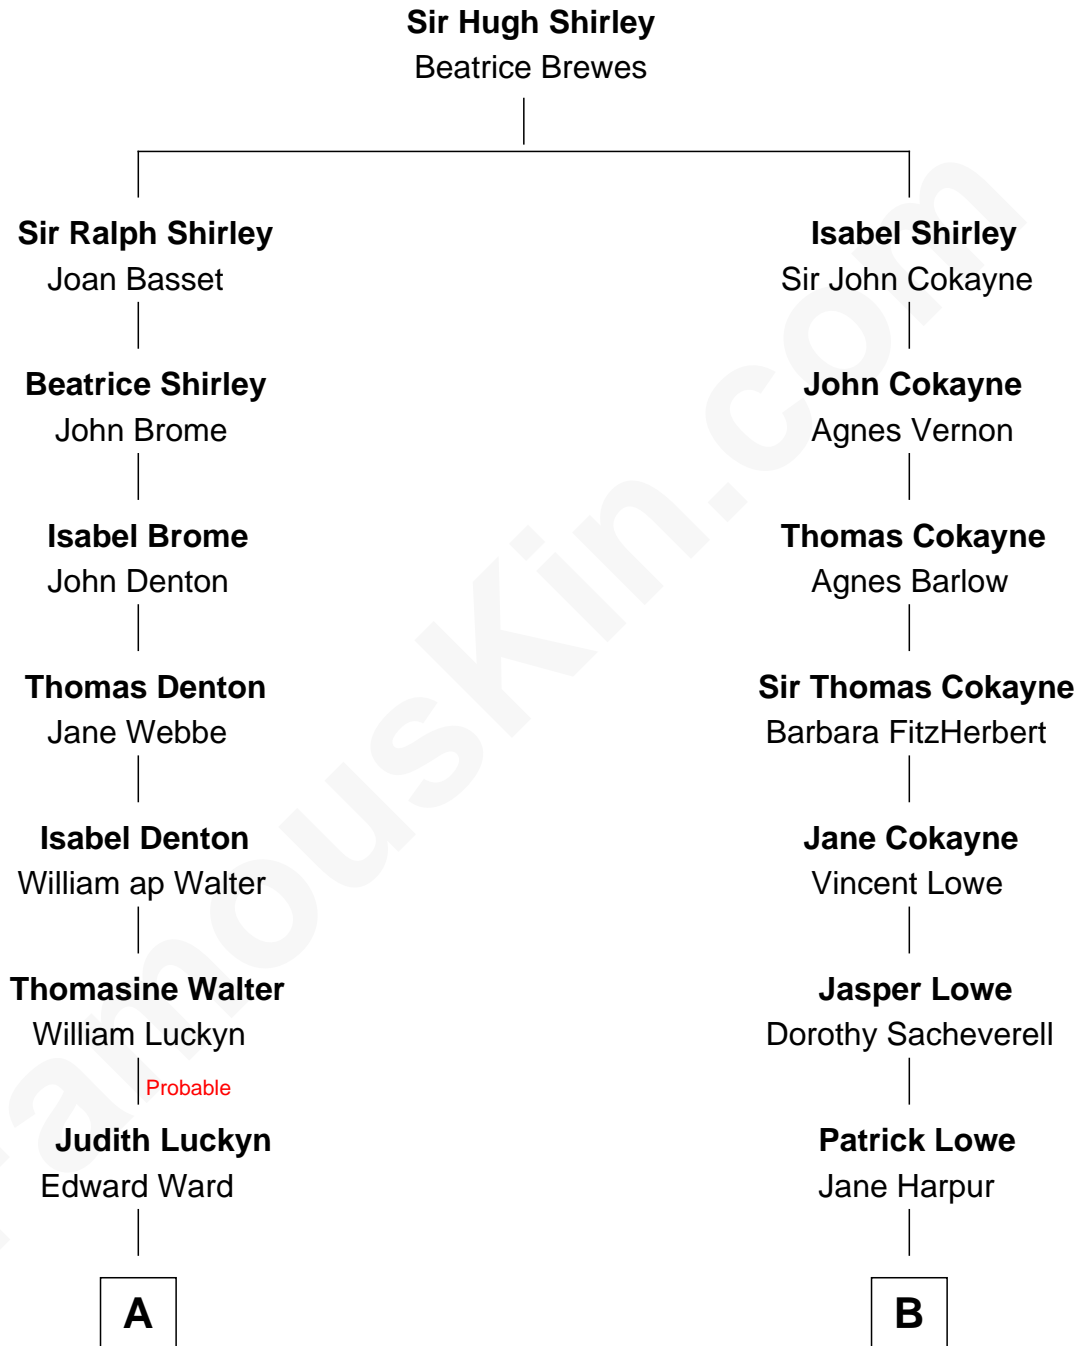 Sir Hugh Shirley
Beatrice Brewes
Sir Ralph Shirley
Joan Basset
Isabel Shirley
Sir John Cokayne
Beatrice Shirley
John Brome
John Cokayne
Agnes Vernon
Isabel Brome
John Denton
Thomas Cokayne
Agnes Barlow
Thomas Denton
Jane Webbe
Sir Thomas Cokayne
Barbara FitzHerbert
Isabel Denton
William ap Walter
Jane Cokayne
Vincent Lowe
Thomasine Walter
William Luckyn
Jasper Lowe
Dorothy Sacheverell
Probable
Judith Luckyn
Edward Ward
Patrick Lowe
Jane Harpur
A
B
FamousKin.com